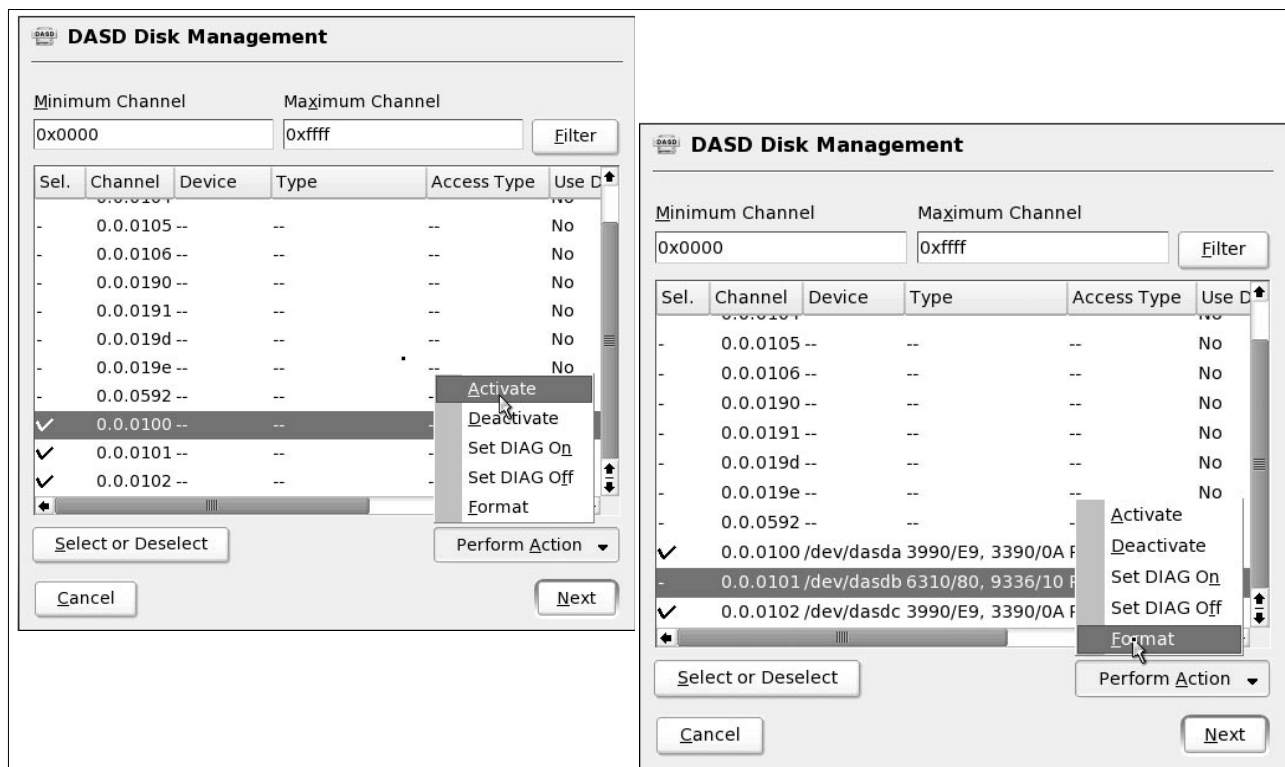 DASD DASD Disk Management
Minimum Channel Maximum Channel
0x0000 0xffff Filter
Sel. Channel Device Type Access Type Use D
- 0.0.0105 -- -- -- No
- 0.0.0106 -- -- -- No
- 0.0.0190 -- -- -- No
- 0.0.0191 -- -- -- No
- 0.0.019d -- -- -- No
- 0.0.019e -- -- -- No
- 0.0.0592 -- --
0.0.0100 -- --
0.0.0101 -- --
0.0.0102 -- --
Activate
Deactivate
Set DIAG On
Set DIAG Off
Format
Select or Deselect Perform Action
Cancel Next
DASD DASD Disk Management
Minimum Channel Maximum Channel
0x0000 0xffff Filter
Sel. Channel Device Type Access Type Use D
- 0.0.0105 -- -- -- No
- 0.0.0106 -- -- -- No
- 0.0.0190 -- -- -- No
- 0.0.0191 -- -- -- No
- 0.0.019d -- -- -- No
- 0.0.019e -- -- -- No
- 0.0.0592 -- --
0.0.0100 /dev/dasda 3990/E9, 3390/0A
- 0.0.0101 /dev/dasdb 6310/80, 9336/10
0.0.0102 /dev/dasdc 3990/E9, 3390/0A
Activate
Deactivate
Set DIAG On
Set DIAG Off
Format
Select or Deselect Perform Action
Cancel Next